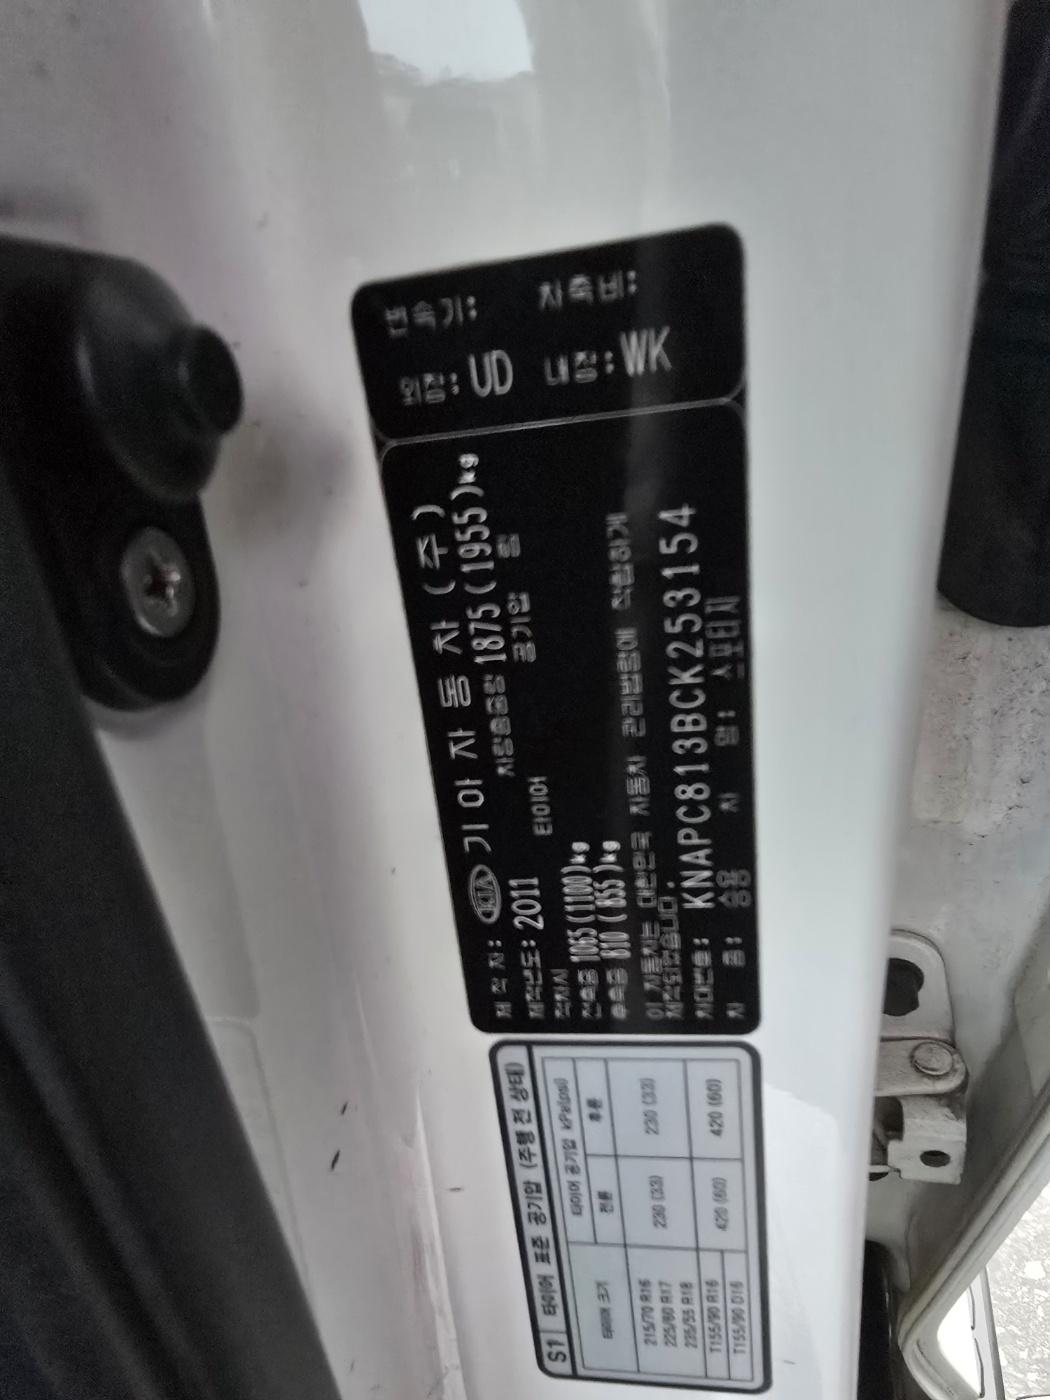 변속기: 차축비:
외장: UD 내장: WK
제작자: KIA 기아자동차(주)
제작년도: 2011 차량총중량 1875(1955)kg
적차시 타이어 공기압 등
전축중 1065(1100)kg
후축중 810( 855)kg
이 자동차는 대한민국 자동차 관리법령에 적합하게
제작되었습니다.
차대번호: KNAPC813BCK253154
차 종: 승용 차 명: 스포티지
S1 타이어 표준 공기압 (주행 전 상태)
타이어 크기 타이어 공기압 kPa(psi)
전륜 후륜
215/70 R16
225/60 R17 230 (33) 230 (33)
235/55 R18
T155/90 R16 420 (60) 420 (60)
T155/90 D16